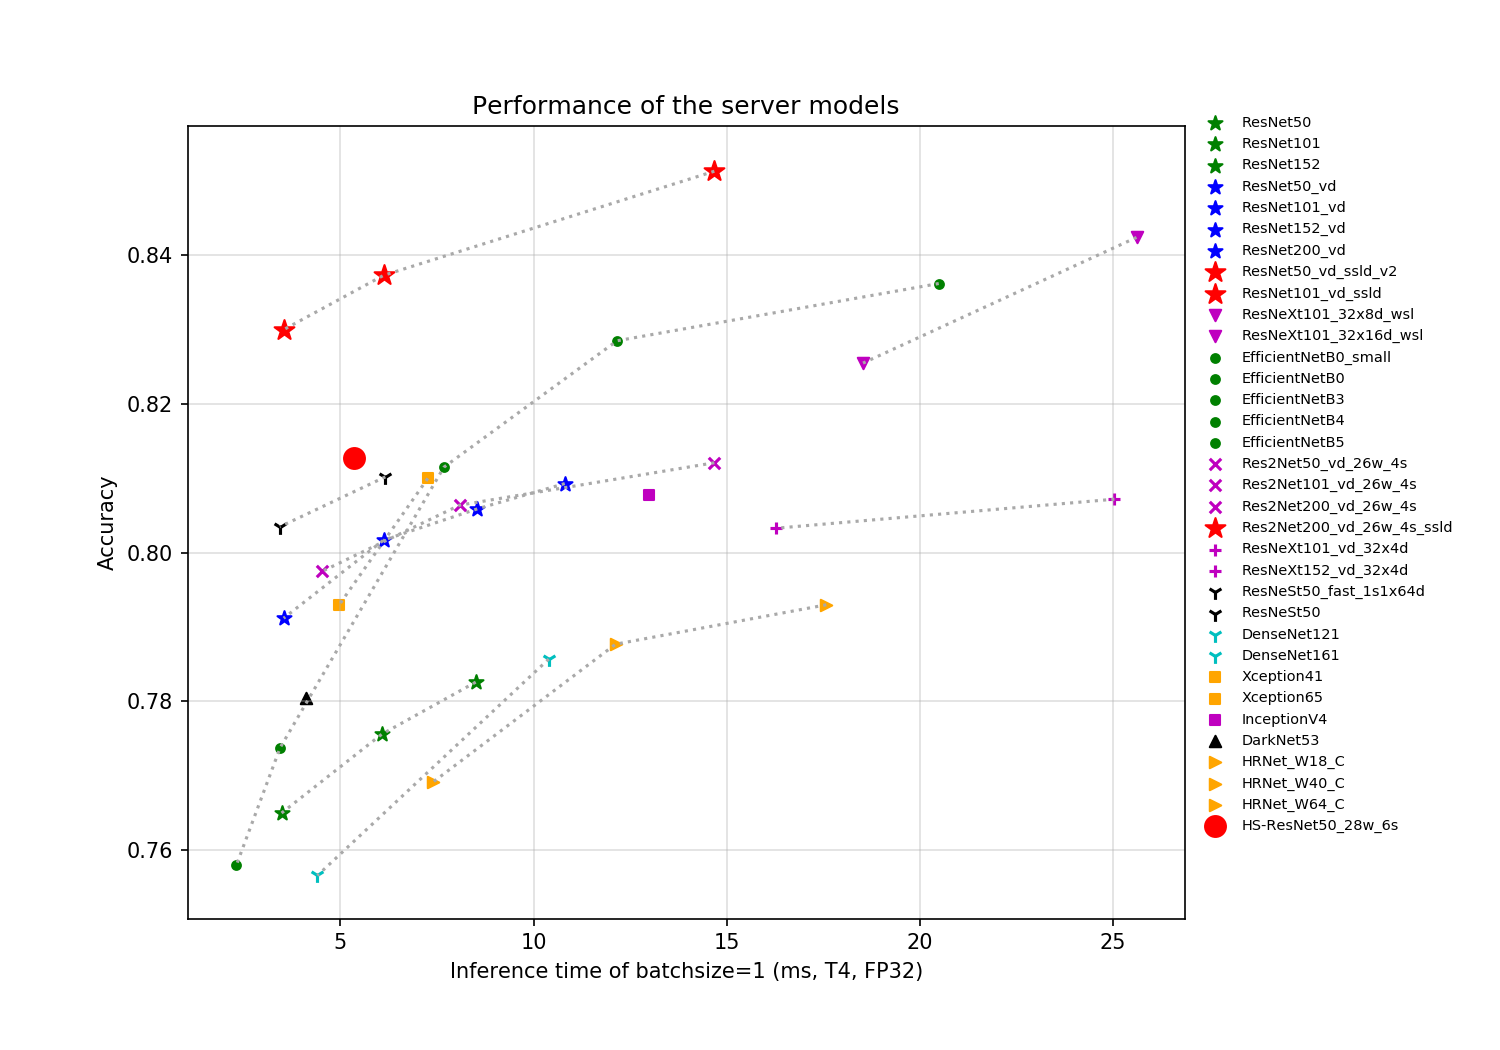 Performance of the server models
0.84
0.82
0.80
0.78
0.76
Accuracy
5
10
15
20
25
Inference time of batchsize=1 (ms, T4, FP32)
ResNet50
ResNet101
ResNet152
ResNet50_vd
ResNet101_vd
ResNet152_vd
ResNet200_vd
ResNet50_vd_ssld_v2
ResNet101_vd_ssld
ResNeXt101_32x8d_wsl
ResNeXt101_32x16d_wsl
EfficientNetB0_small
EfficientNetB0
EfficientNetB3
EfficientNetB4
EfficientNetB5
Res2Net50_vd_26w_4s
Res2Net101_vd_26w_4s
Res2Net200_vd_26w_4s
Res2Net200_vd_26w_4s_ssld
ResNeXt101_vd_32x4d
ResNeXt152_vd_32x4d
ResNeSt50_fast_1s1x64d
ResNeSt50
DenseNet121
DenseNet161
Xception41
Xception65
InceptionV4
DarkNet53
HRNet_W18_C
HRNet_W40_C
HRNet_W64_C
HS-ResNet50_28w_6s